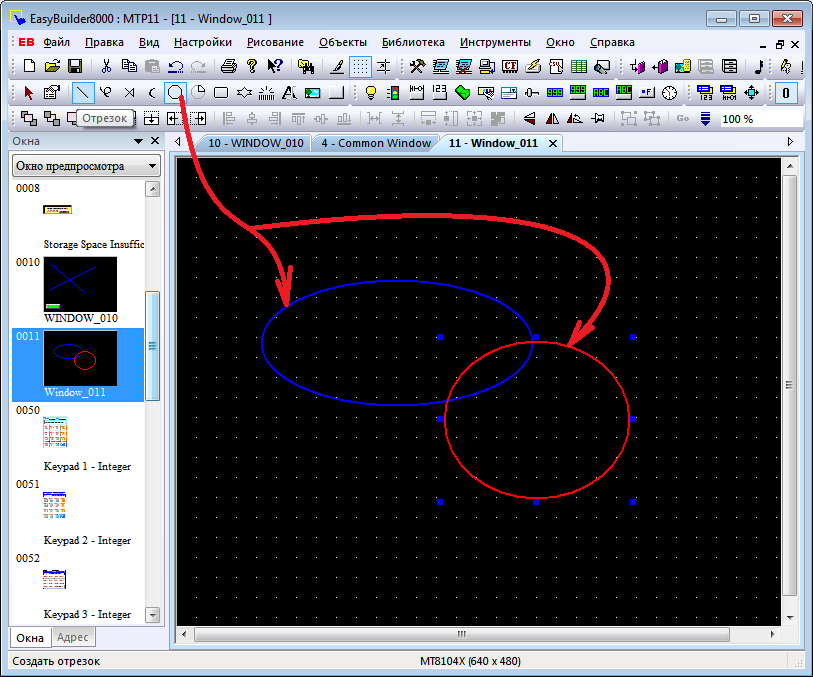 EasyBuilder8000 : MTP11 - [11 - Window_011 ]
EB Файл Правка Вид Настройки Рисование Объекты Библиотека Инструменты Окно Справка
Отрезок
Go 100 %
Окна
10 - WINDOW_010 4 - Common Window 11 - Window_011
Окно предпросмотра
0008
Storage Space Insuffic
0010
WINDOW_010
0011
Window_011
0050
Keypad 1 - Integer
0051
Keypad 2 - Integer
0052
Keypad 3 - Integer
Окна Адрес
Создать отрезок MT8104X (640 x 480)